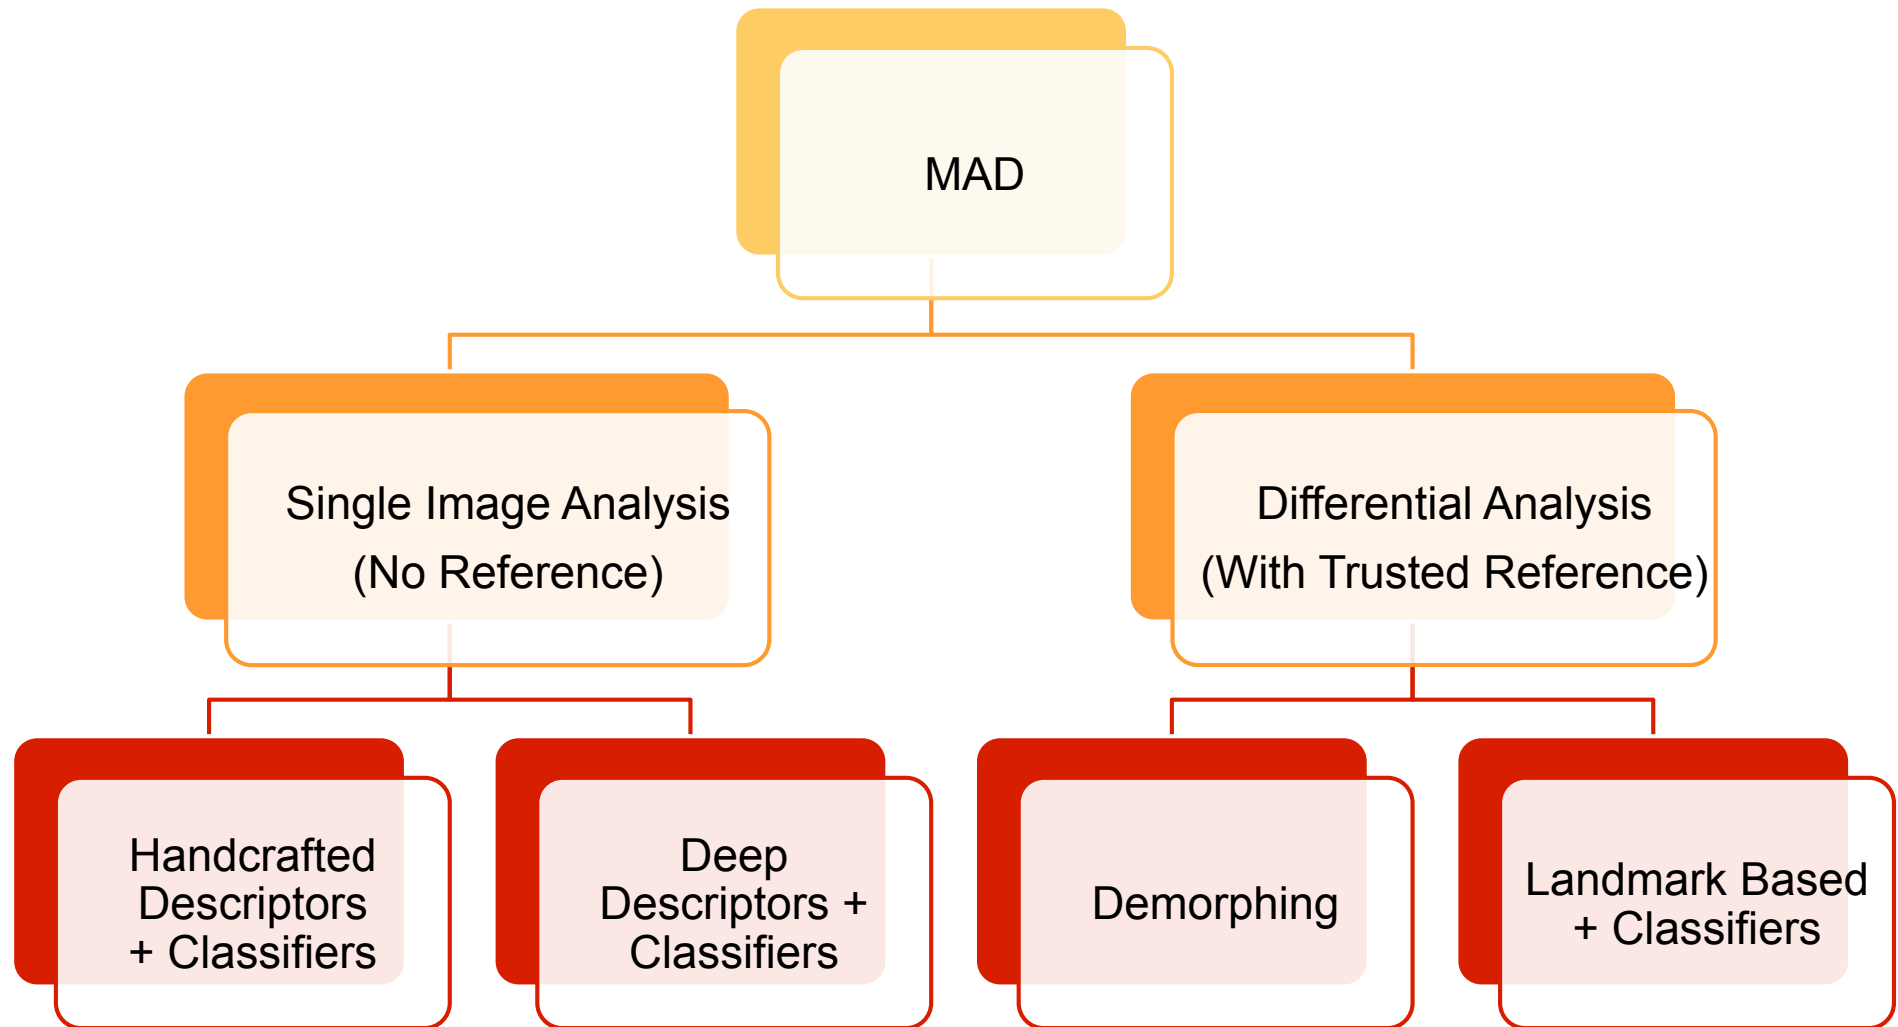 MAD
Single Image Analysis
(No Reference)
Differential Analysis
(With Trusted Reference)
Handcrafted
Descriptors
+ Classifiers
Deep
Descriptors +
Classifiers
Demorphing
Landmark Based
+ Classifiers